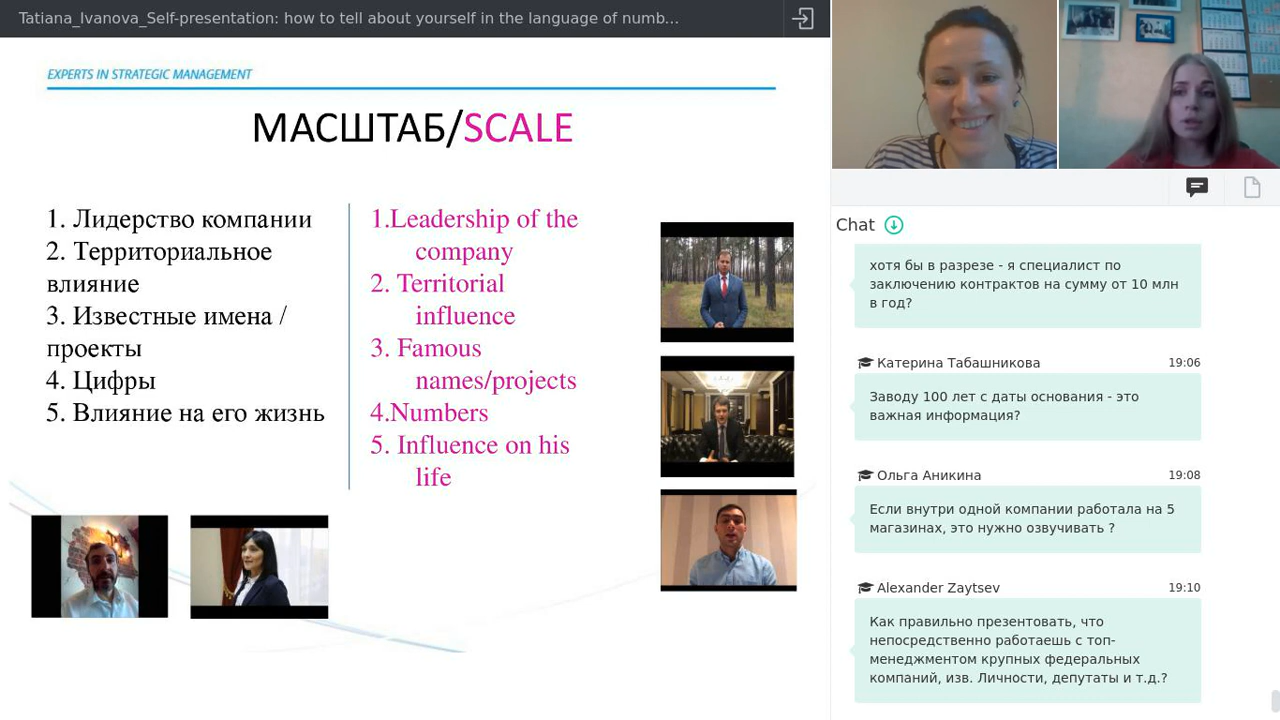 Tatiana_Ivanova_Self-presentation: how to tell about yourself in the language of numb...
EXPERTS IN STRATEGIC MANAGEMENT
МАСШТАБ/SCALE
1. Лидерство компании
2. Территориальное
влияние
3. Известные имена /
проекты
4. Цифры
5. Влияние на его жизнь
1.Leadership of the
company
2. Territorial
influence
3. Famous
names/projects
4.Numbers
5. Influence on his
life
Chat
хотя бы в разрезе - я специалист по
заключению контрактов на сумму от 10 млн
в год?
Катерина Табашникова 19:06
Заводу 100 лет с даты основания - это
важная информация?
Ольга Аникина 19:08
Если внутри одной компании работала на 5
магазинах, это нужно озвучивать ?
Alexander Zaytsev 19:10
Как правильно презентовать, что
непосредственно работаешь с топ-
менеджментом крупных федеральных
компаний, изв. Личности, депутаты и т.д.?